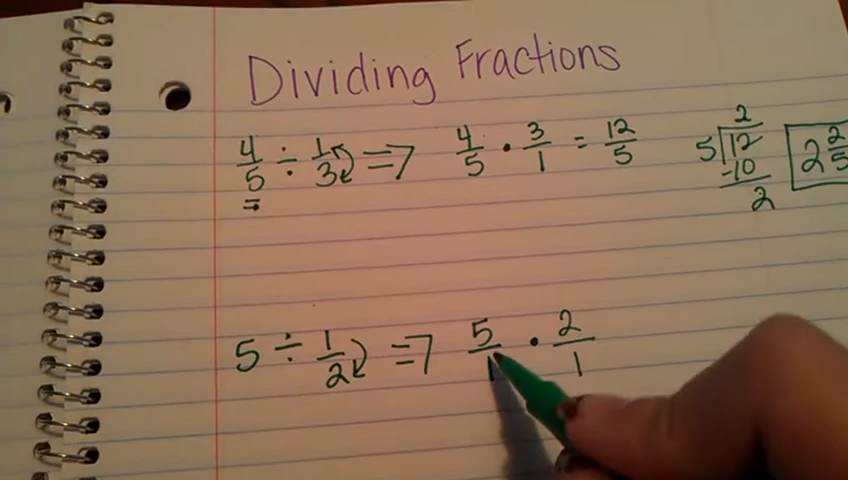 Dividing Fractions
4/5 ÷ 1/3 => 4/5 · 3/1 = 12/5
2
5 12
-10
2
2 2/5
5 ÷ 1/2 => 5/1 · 2/1